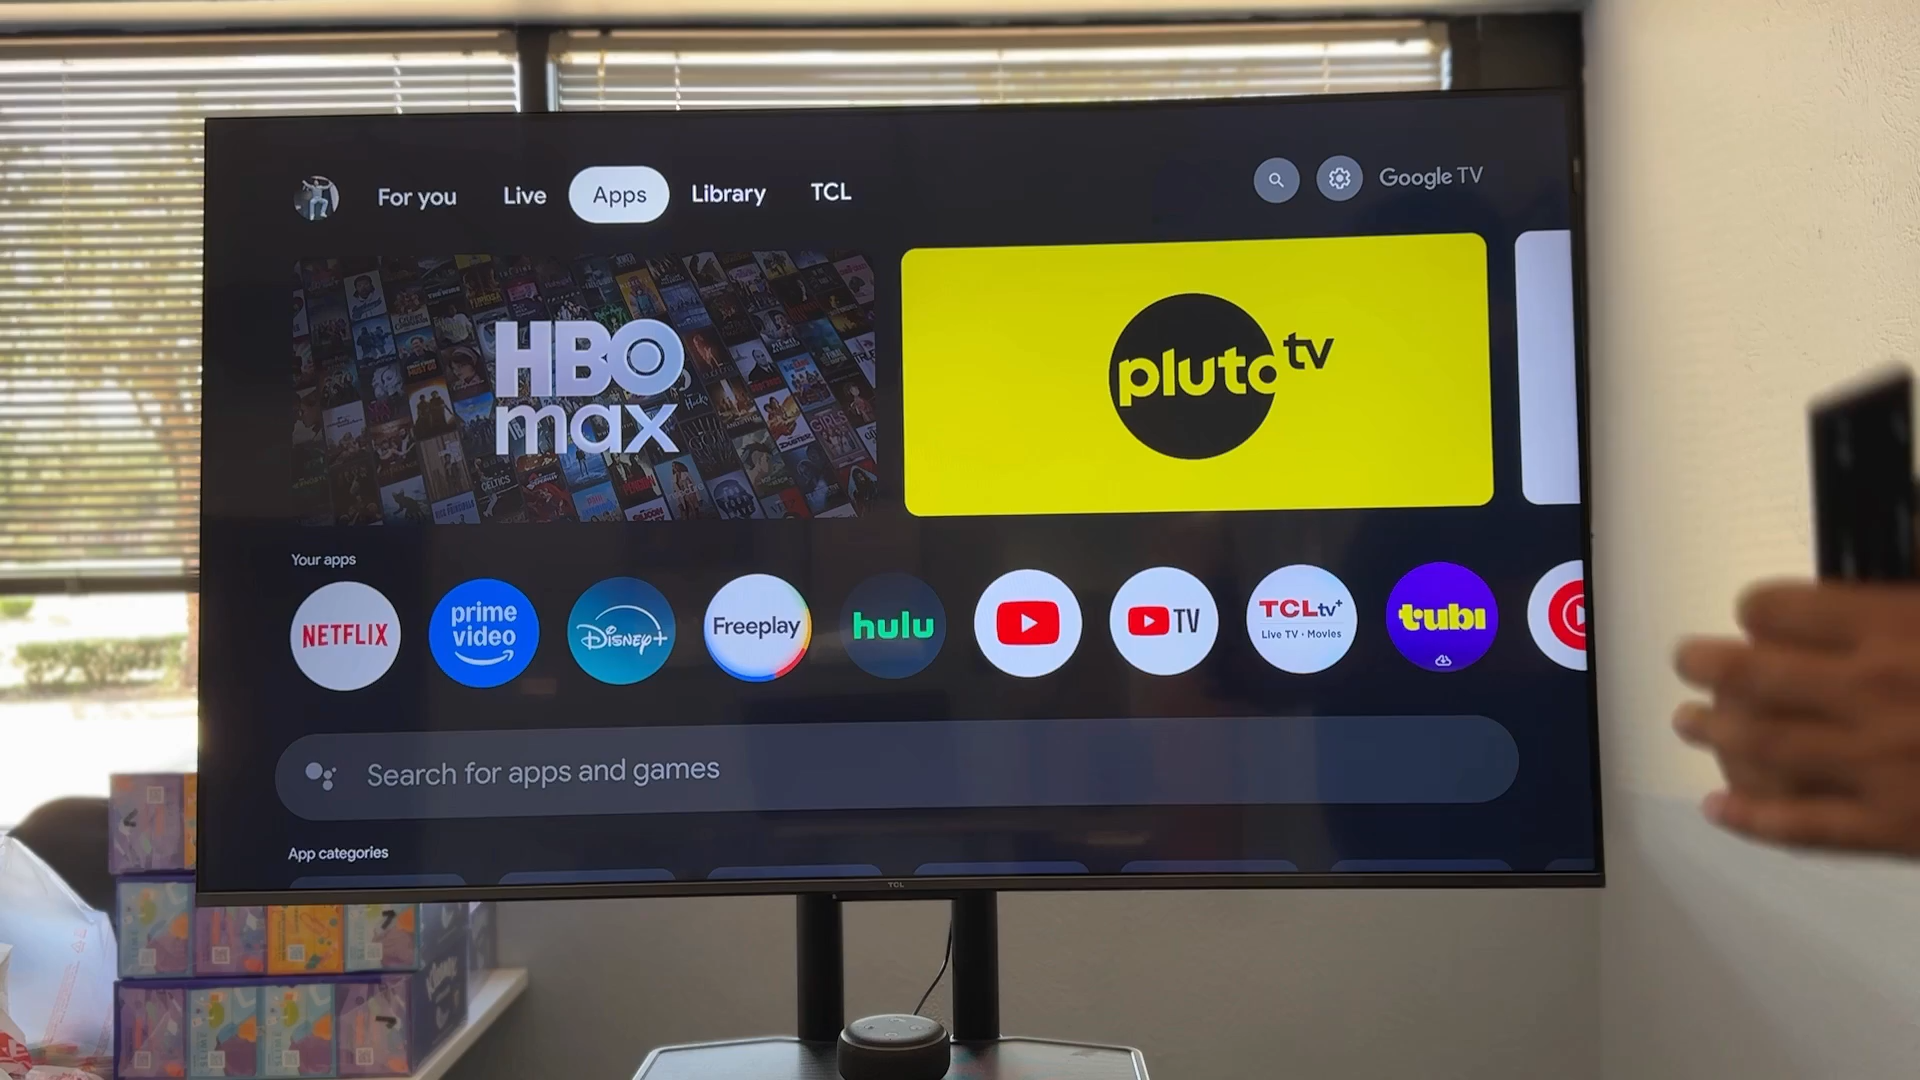 For you
Live
Apps
Library
TCL
Google TV
HBO
max
pluto tv
Your apps
NETFLIX
prime
video
Disney+
Freeplay
hulu
TV
TCLtv+
Live TV • Movies
tubi
Search for apps and games
App categories
TCL